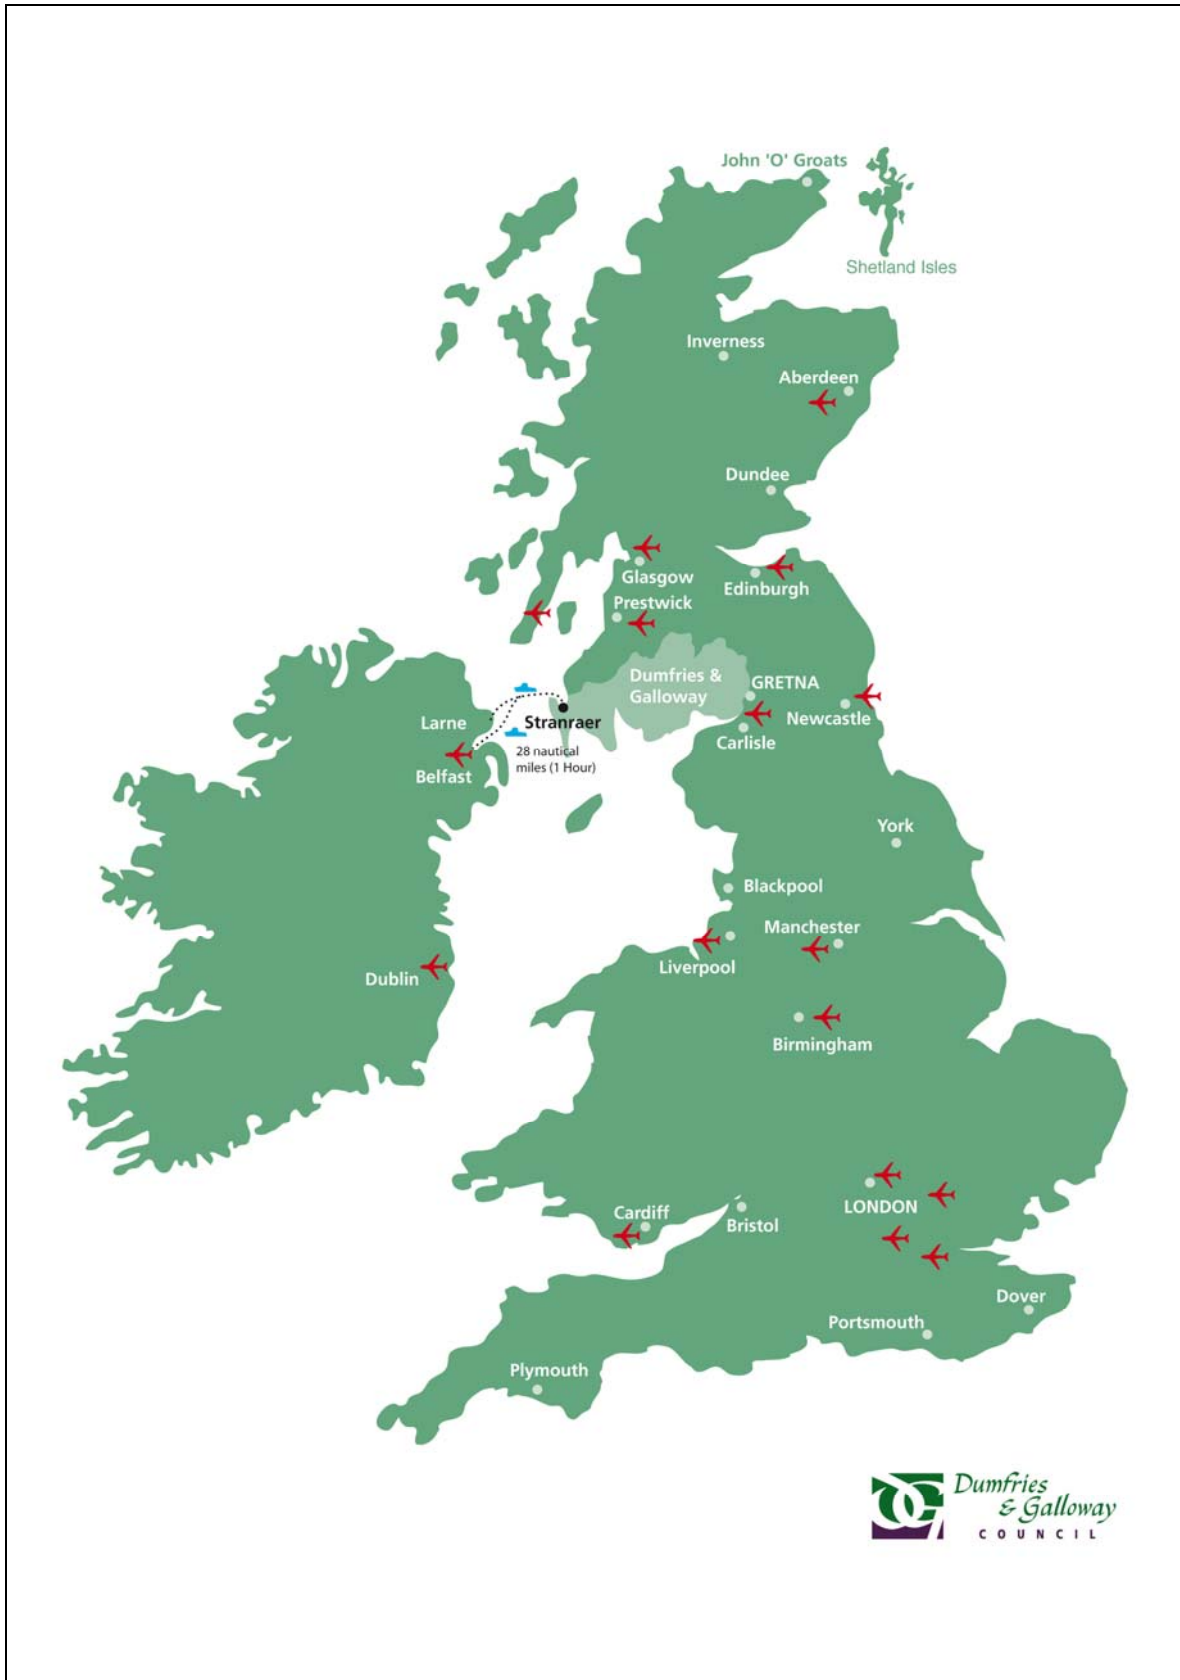 John 'O' Groats
Shetland Isles
Inverness
Aberdeen
Dundee
Glasgow
Edinburgh
Prestwick
Dumfries &
Galloway
GRETNA
Newcastle
Larne
Stranraer
Carlisle
28 nautical
miles (1 Hour)
Belfast
York
Blackpool
Manchester
Liverpool
Dublin
Birmingham
LONDON
Cardiff
Bristol
Dover
Portsmouth
Plymouth
Dumfries
& Galloway
COUNCIL